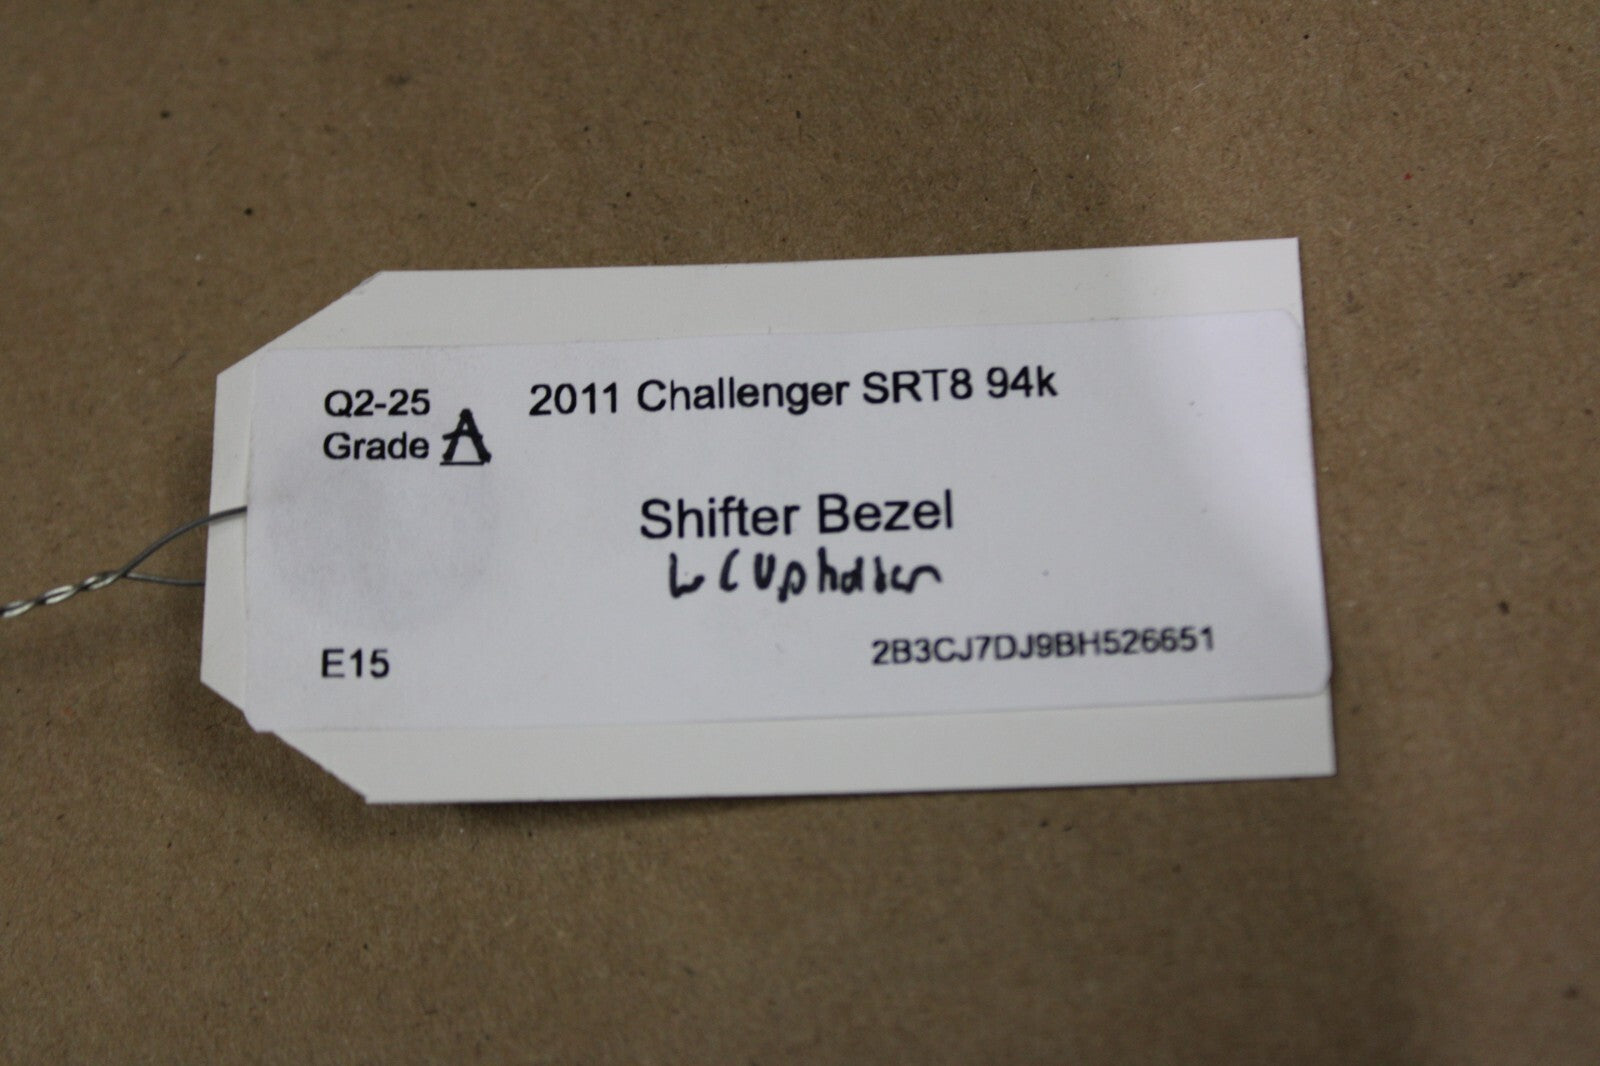 Q2-25 2011 Challenger SRT8 94k
Grade A
Shifter Bezel
Cupholder
E15 2B3CJ7DJ9BH526651